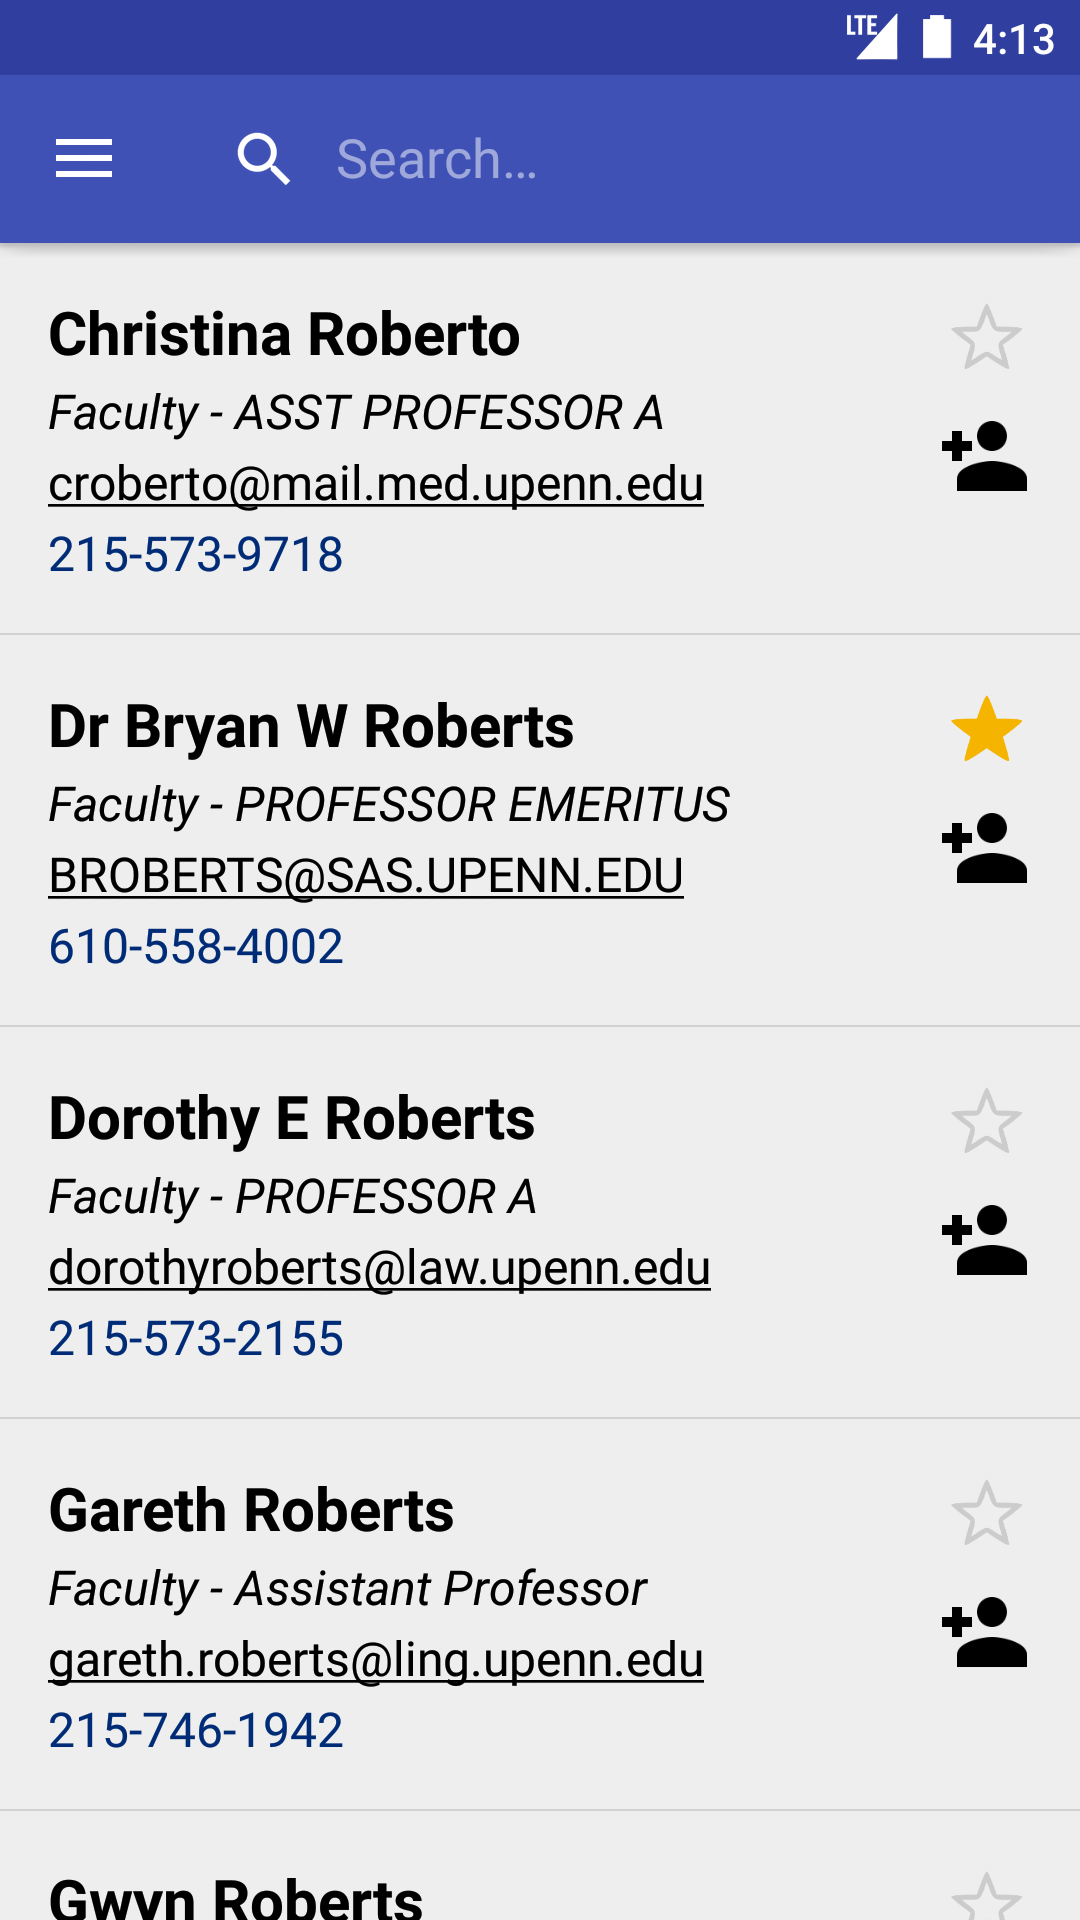 LTE 4:13
Search...
Christina Roberto
Faculty - ASST PROFESSOR A
croberto@mail.med.upenn.edu
215-573-9718
Dr Bryan W Roberts
Faculty - PROFESSOR EMERITUS
BROBERTS@SAS.UPENN.EDU
610-558-4002
Dorothy E Roberts
Faculty - PROFESSOR A
dorothyroberts@law.upenn.edu
215-573-2155
Gareth Roberts
Faculty - Assistant Professor
gareth.roberts@ling.upenn.edu
215-746-1942
Gwyn Roberts